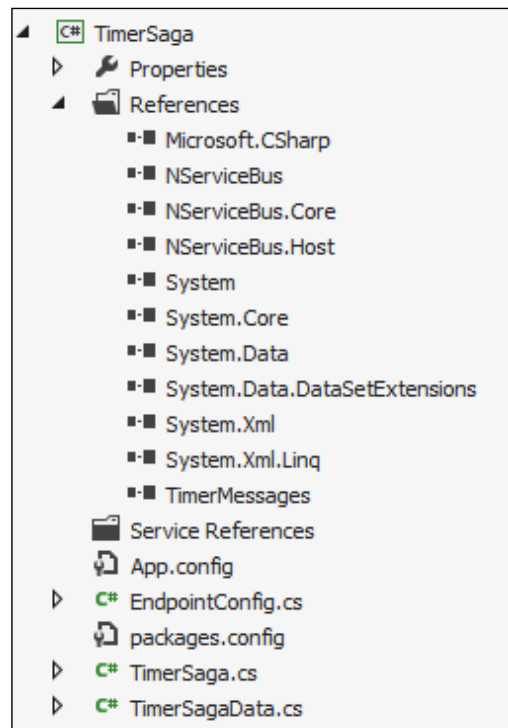 C# TimerSaga
Properties
References
Microsoft.CSharp
NServiceBus
NServiceBus.Core
NServiceBus.Host
System
System.Core
System.Data
System.Data.DataSetExtensions
System.Xml
System.Xml.Linq
TimerMessages
Service References
App.config
C# EndpointConfig.cs
packages.config
C# TimerSaga.cs
C# TimerSagaData.cs